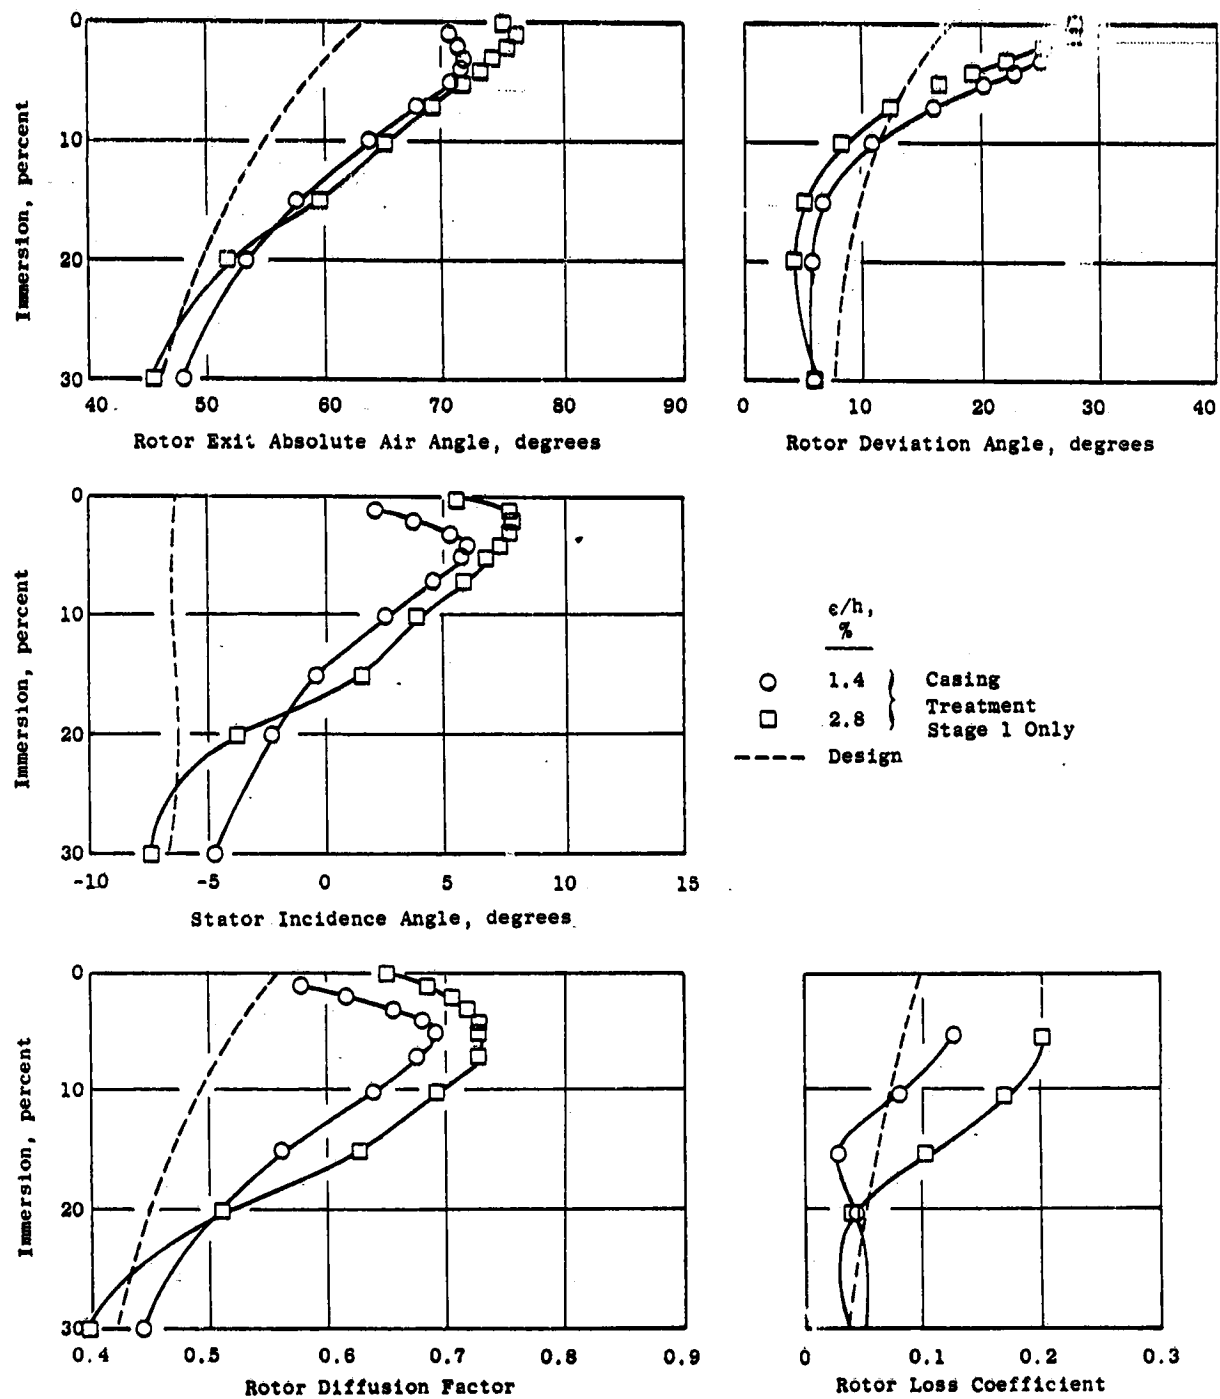 Immersion, percent
0
10
20
30
40 50 60 70 80 90
Rotor Exit Absolute Air Angle, degrees
0 10 20 30 40
Rotor Deviation Angle, degrees
Immersion, percent
0
10
20
30
-10 -5 0 5 10 15
Stator Incidence Angle, degrees
ε/h,
%
1.4
2.8
Casing
Treatment
Stage 1 Only
Design
Immersion, percent
0
10
20
30
0.4 0.5 0.6 0.7 0.8 0.9
Rotor Diffusion Factor
0 0.1 0.2 0.3
Rotor Loss Coefficient